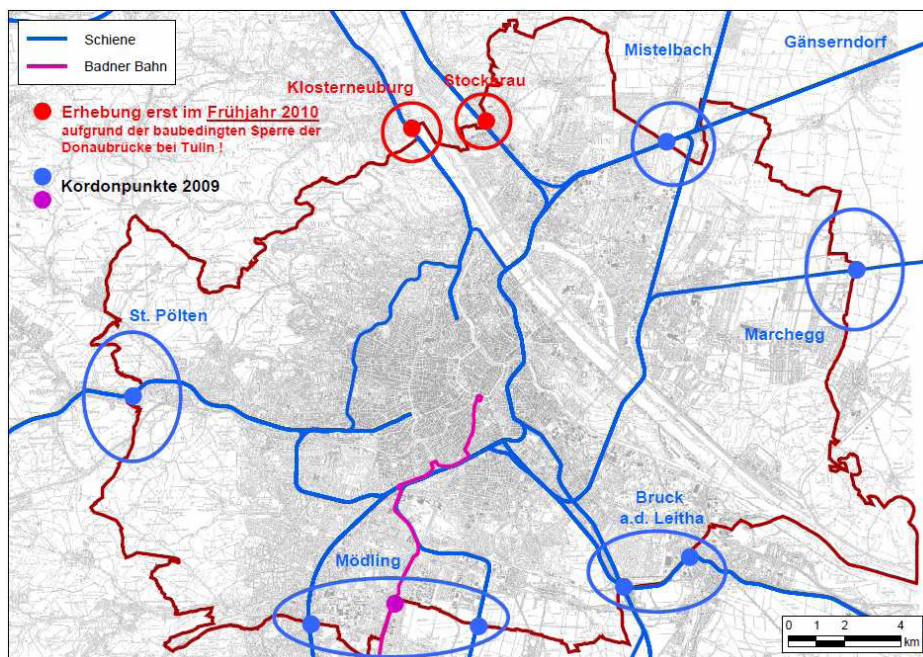 Schiene
Badner Bahn
Erhebung erst im Frühjahr 2010
aufgrund der baubedingten Sperre der
Donaubrücke bei Tulln !
Kordonpunkte 2009
Klosterneuburg
Stockerau
Mistelbach
Gänserndorf
St. Pölten
Marchegg
Bruck
a.d. Leitha
Mödling
0 1 2 4
km